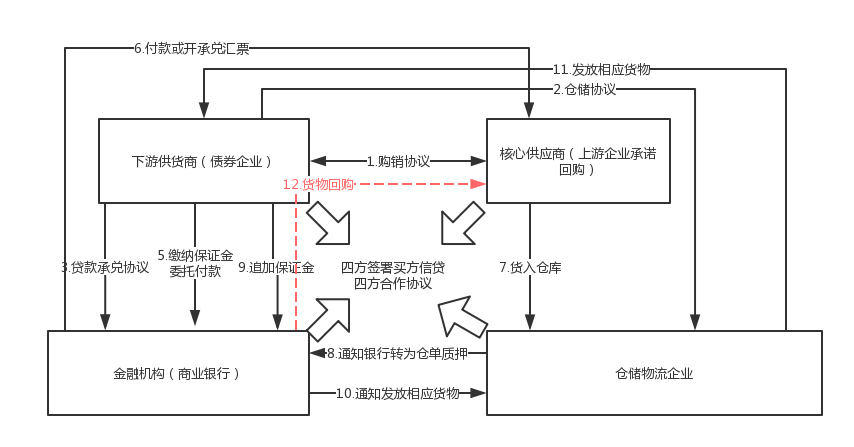 6.付款或开承兑汇票
11.发放相应货物
2.仓储协议
下游供货商（债券企业）
1.购销协议
核心供应商（上游企业承诺
回购）
12.货物回购
3.贷款承兑协议
5.缴纳保证金
委托付款
9.追加保证金
四方签署买方信贷
四方合作协议
7.货入仓库
8.通知银行转为仓单质押
金融机构（商业银行）
仓储物流企业
10.通知发放相应货物